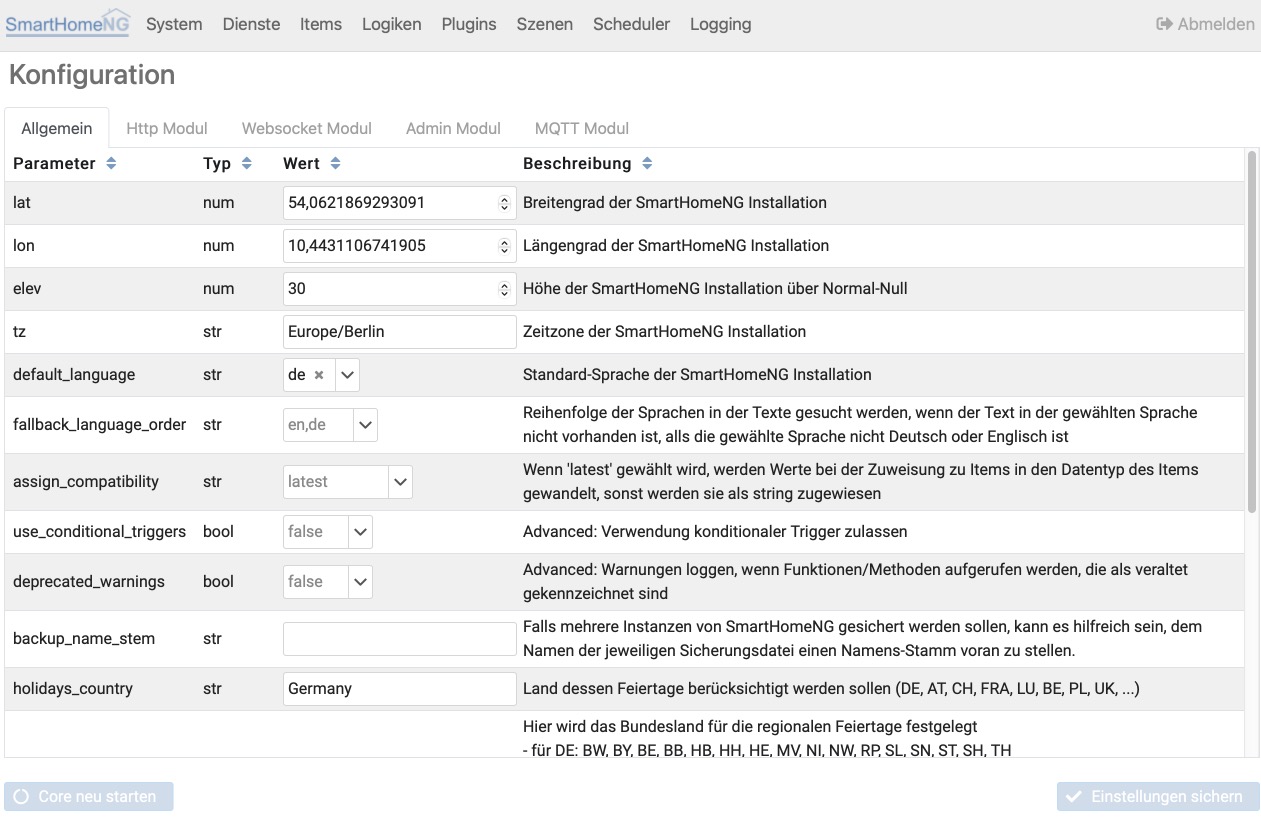 SmartHomeNG System Dienste Items Logiken Plugins Szenen Scheduler Logging Abmelden
Konfiguration
Allgemein Http Modul Websocket Modul Admin Modul MQTT Modul
Parameter Typ Wert Beschreibung
lat num 54,0621869293091 Breitengrad der SmartHomeNG Installation
lon num 10,4431106741905 Längengrad der SmartHomeNG Installation
elev num 30 Höhe der SmartHomeNG Installation über Normal-Null
tz str Europe/Berlin Zeitzone der SmartHomeNG Installation
default_language str de Standard-Sprache der SmartHomeNG Installation
fallback_language_order str en,de Reihenfolge der Sprachen in der Texte gesucht werden, wenn der Text in der gewählten Sprache
nicht vorhanden ist, alls die gewählte Sprache nicht Deutsch oder Englisch ist
assign_compatibility str latest Wenn 'latest' gewählt wird, werden Werte bei der Zuweisung zu Items in den Datentyp des Items
gewandelt, sonst werden sie als string zugewiesen
use_conditional_triggers bool false Advanced: Verwendung konditionaler Trigger zulassen
deprecated_warnings bool false Advanced: Warnungen loggen, wenn Funktionen/Methoden aufgerufen werden, die als veraltet
gekennzeichnet sind
backup_name_stem str Falls mehrere Instanzen von SmartHomeNG gesichert werden sollen, kann es hilfreich sein, dem
Namen der jeweiligen Sicherungsdatei einen Namens-Stamm voran zu stellen.
holidays_country str Germany Land dessen Feiertage berücksichtigt werden sollen (DE, AT, CH, FRA, LU, BE, PL, UK, ...)
Hier wird das Bundesland für die regionalen Feiertage festgelegt
- für DE: BW, BY, BE, BB, HB, HH, HE, MV, NI, NW, RP, SL, SN, ST, SH, TH
Core neu starten Einstellungen sichern